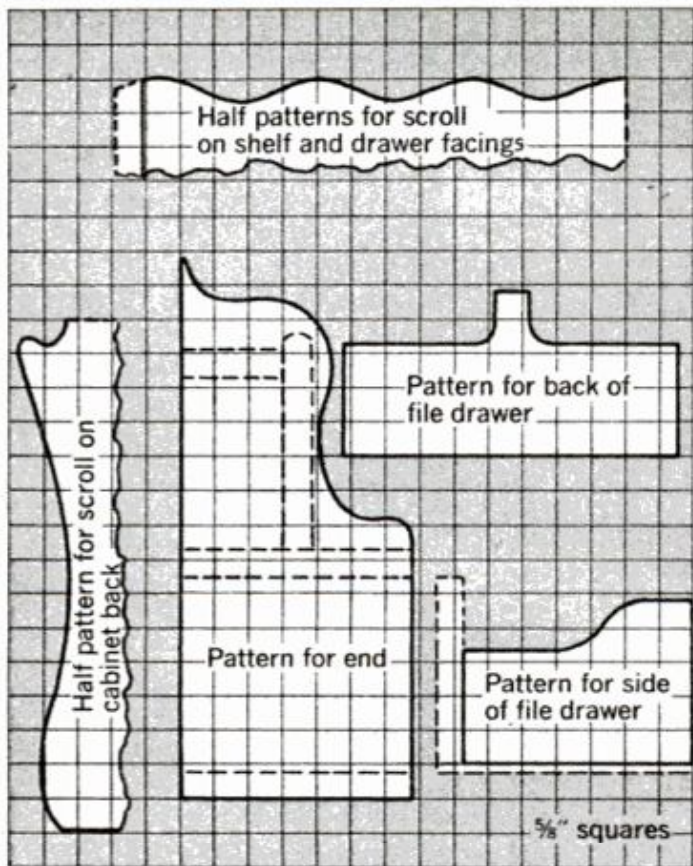 Half patterns for scroll
on shelf and drawer facings
Pattern for back of
file drawer
Half pattern for scroll on
cabinet back
Pattern for end
Pattern for side
of file drawer
⅝" squares